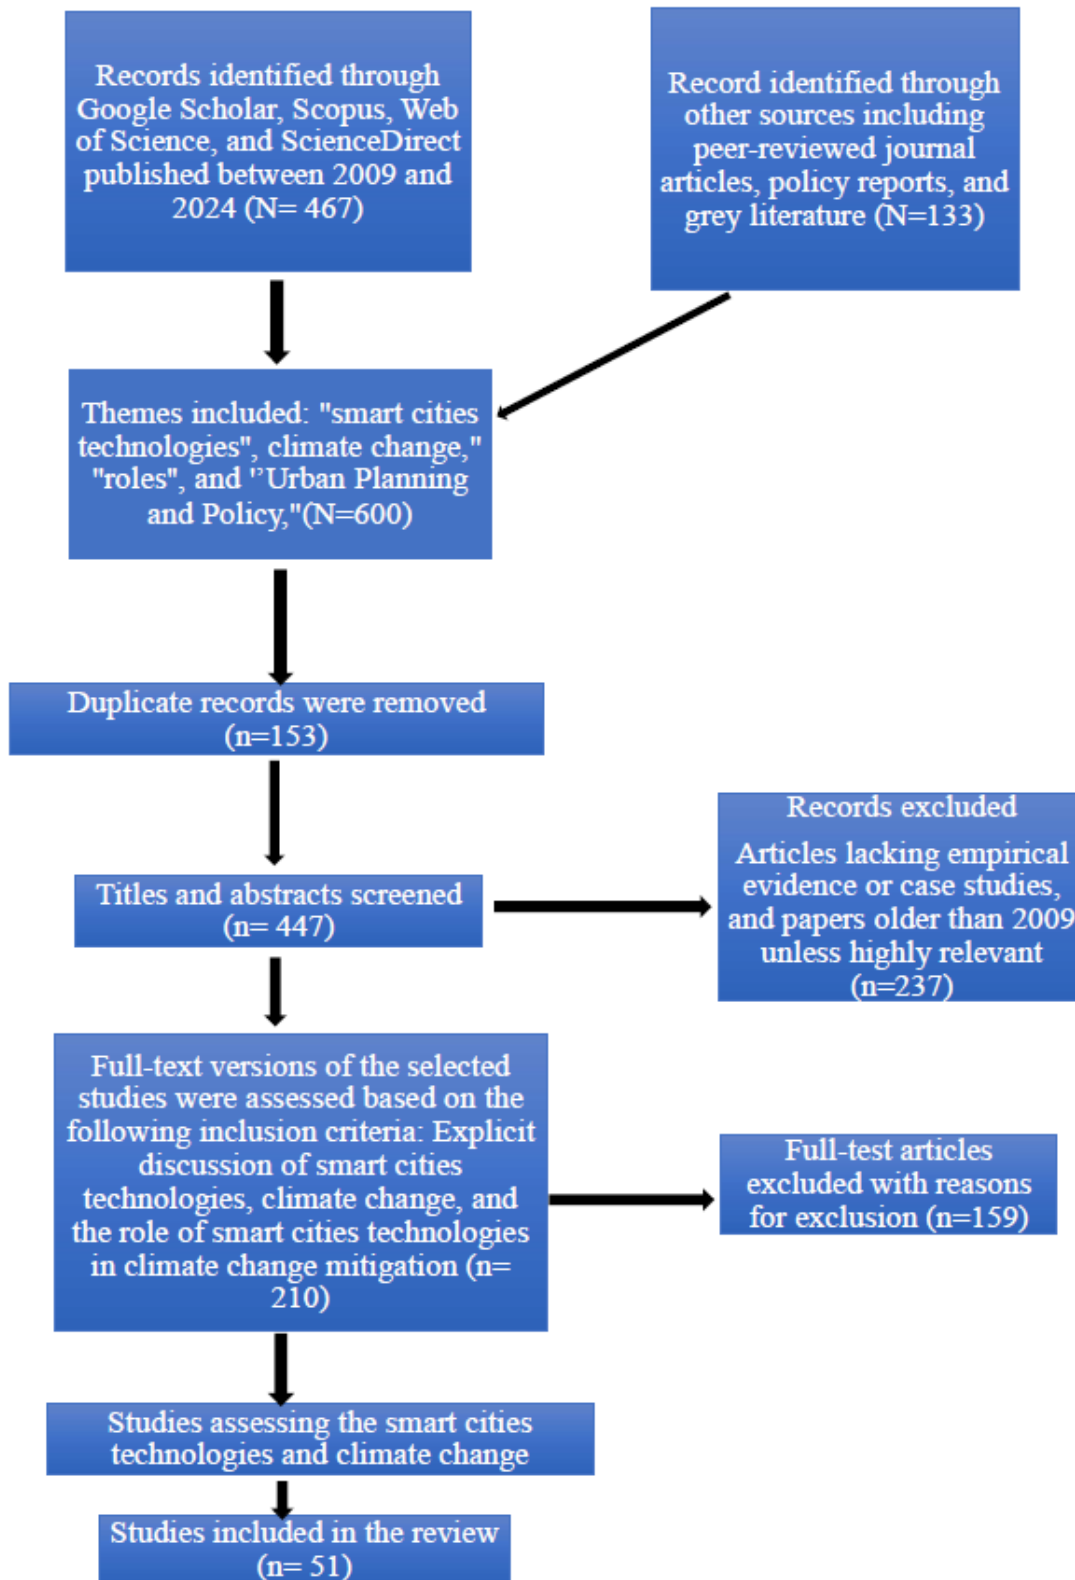 Records identified through
Google Scholar, Scopus, Web
of Science, and ScienceDirect
published between 2009 and
2024 (N= 467)
Record identified through
other sources including
peer-reviewed journal
articles, policy reports, and
grey literature (N=133)
Themes included: "smart cities
technologies", climate change,"
"roles", and "’Urban Planning
and Policy,"(N=600)
Duplicate records were removed
(n=153)
Titles and abstracts screened
(n= 447)
Records excluded
Articles lacking empirical
evidence or case studies,
and papers older than 2009
unless highly relevant
(n=237)
Full-text versions of the selected
studies were assessed based on the
following inclusion criteria: Explicit
discussion of smart cities
technologies, climate change, and
the role of smart cities technologies
in climate change mitigation (n=
210)
Full-test articles
excluded with reasons
for exclusion (n=159)
Studies assessing the smart cities
technologies and climate change
Studies included in the review
(n= 51)